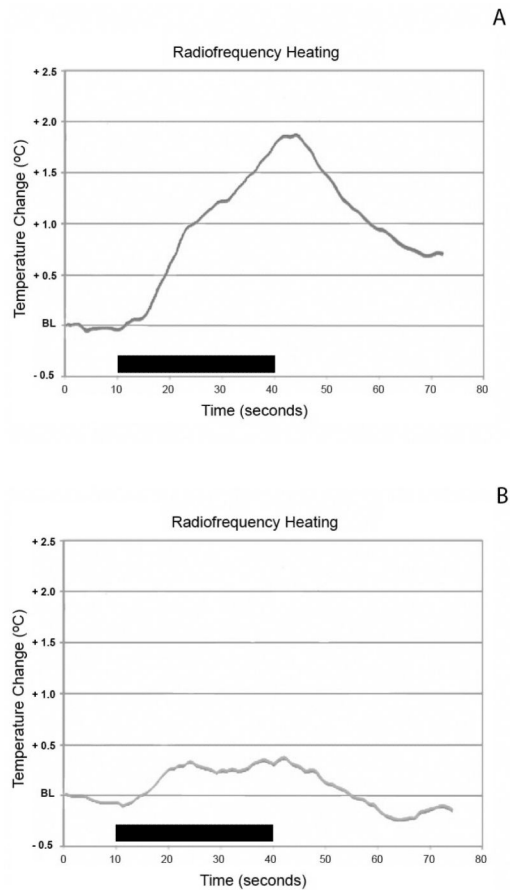 A
Radiofrequency Heating
Temperature Change (ºC)
+ 2.5
+ 2.0
+ 1.5
+ 1.0
+ 0.5
BL
- 0.5
0 10 20 30 40 50 60 70 80
Time (seconds)
B
Radiofrequency Heating
Temperature Change (ºC)
+ 2.5
+ 2.0
+ 1.5
+ 1.0
+ 0.5
BL
- 0.5
0 10 20 30 40 50 60 70 80
Time (seconds)